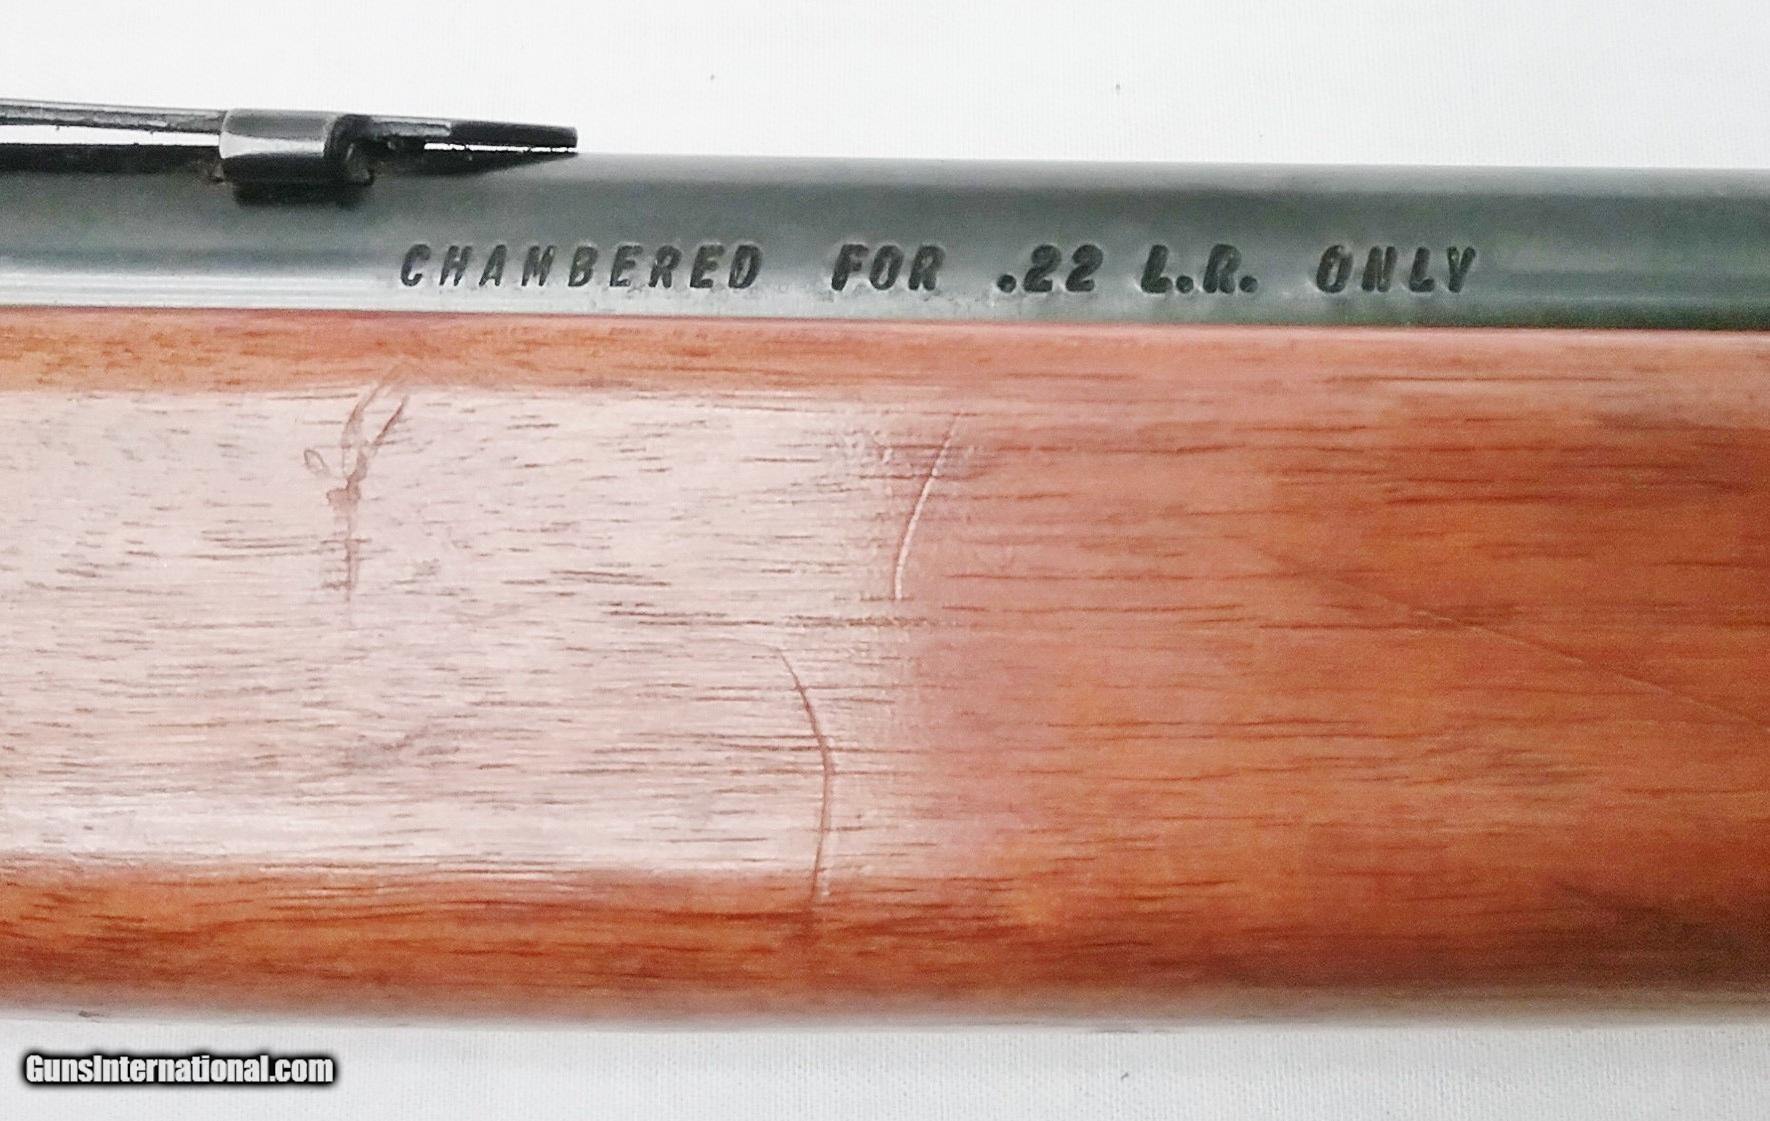 CHAMBERED FOR .22 L.R. ONLY
GunsInternational.com